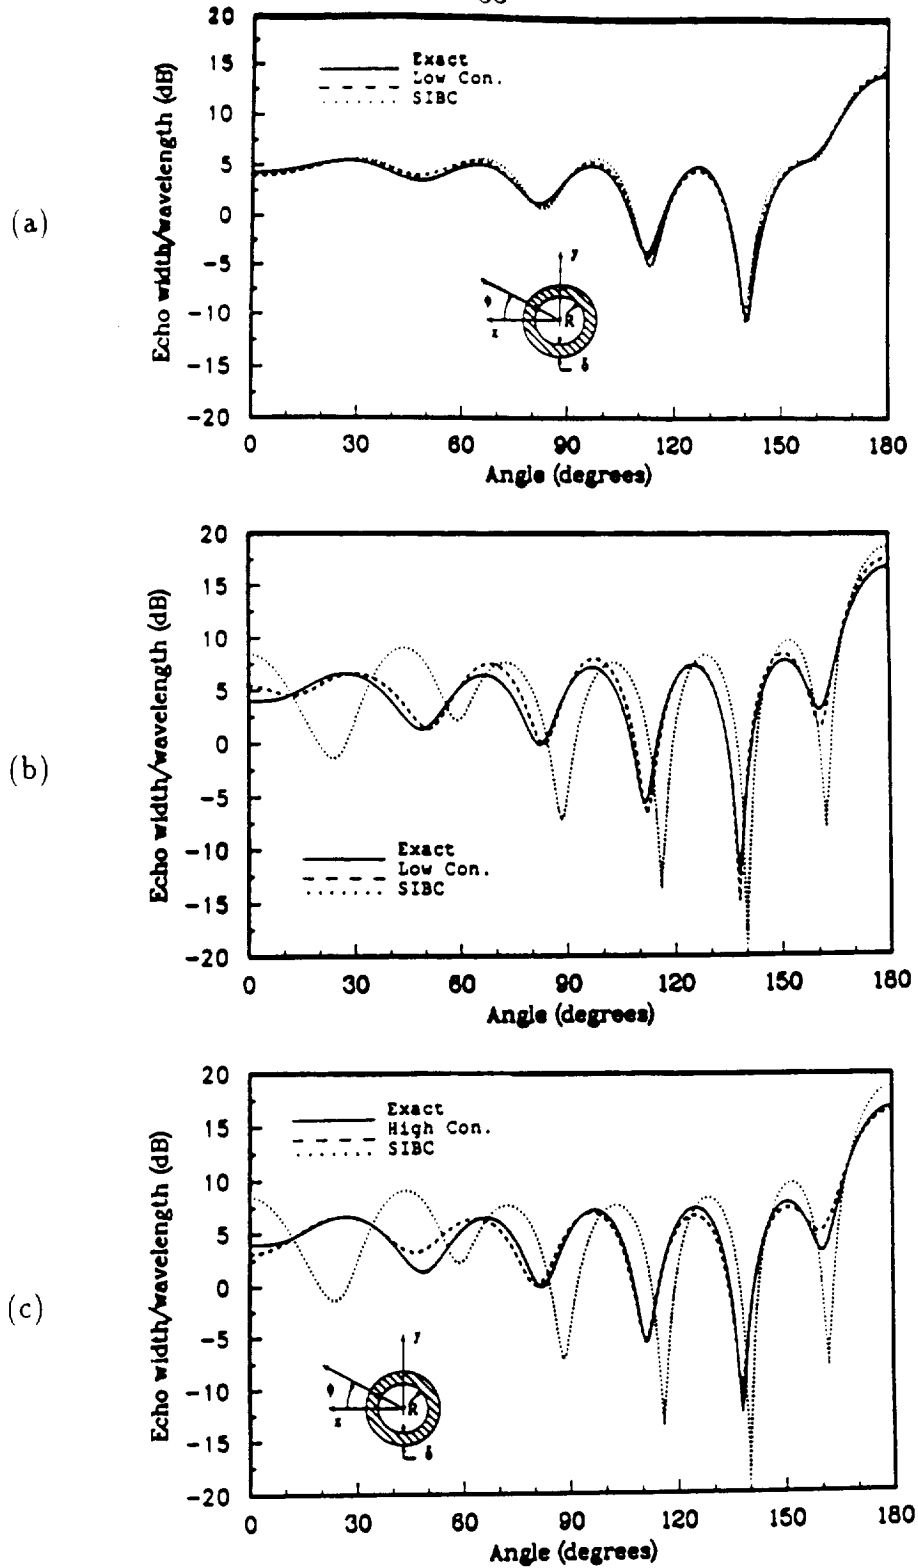 (a)
Echo width/wavelength (dB)
20
15
10
5
0
−5
−10
−15
−20
Exact
Low Con.
SIBC
y
ϕ
x
R
δ
0 30 60 90 120 150 180
Angle (degrees)
(b)
Echo width/wavelength (dB)
20
15
10
5
0
−5
−10
−15
−20
Exact
Low Con.
SIBC
0 30 60 90 120 150 180
Angle (degrees)
(c)
Echo width/wavelength (dB)
20
15
10
5
0
−5
−10
−15
−20
Exact
High Con.
SIBC
y
ϕ
x
R
δ
0 30 60 90 120 150 180
Angle (degrees)